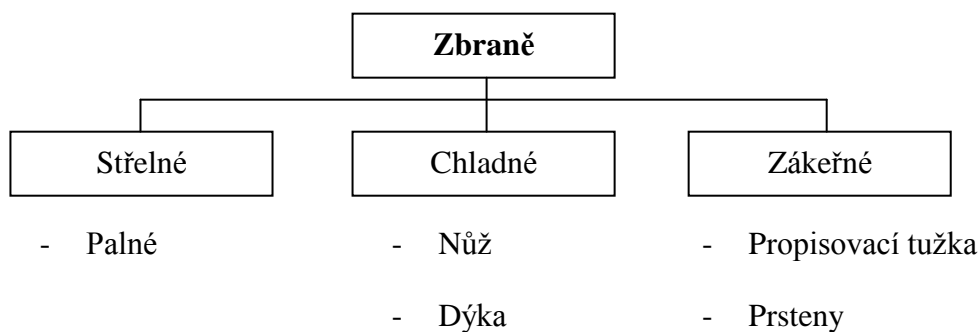 Zbraně
Střelné
Chladné
Zákeřné
- Palné
- Nůž
- Propisovací tužka
- Dýka
- Prsteny